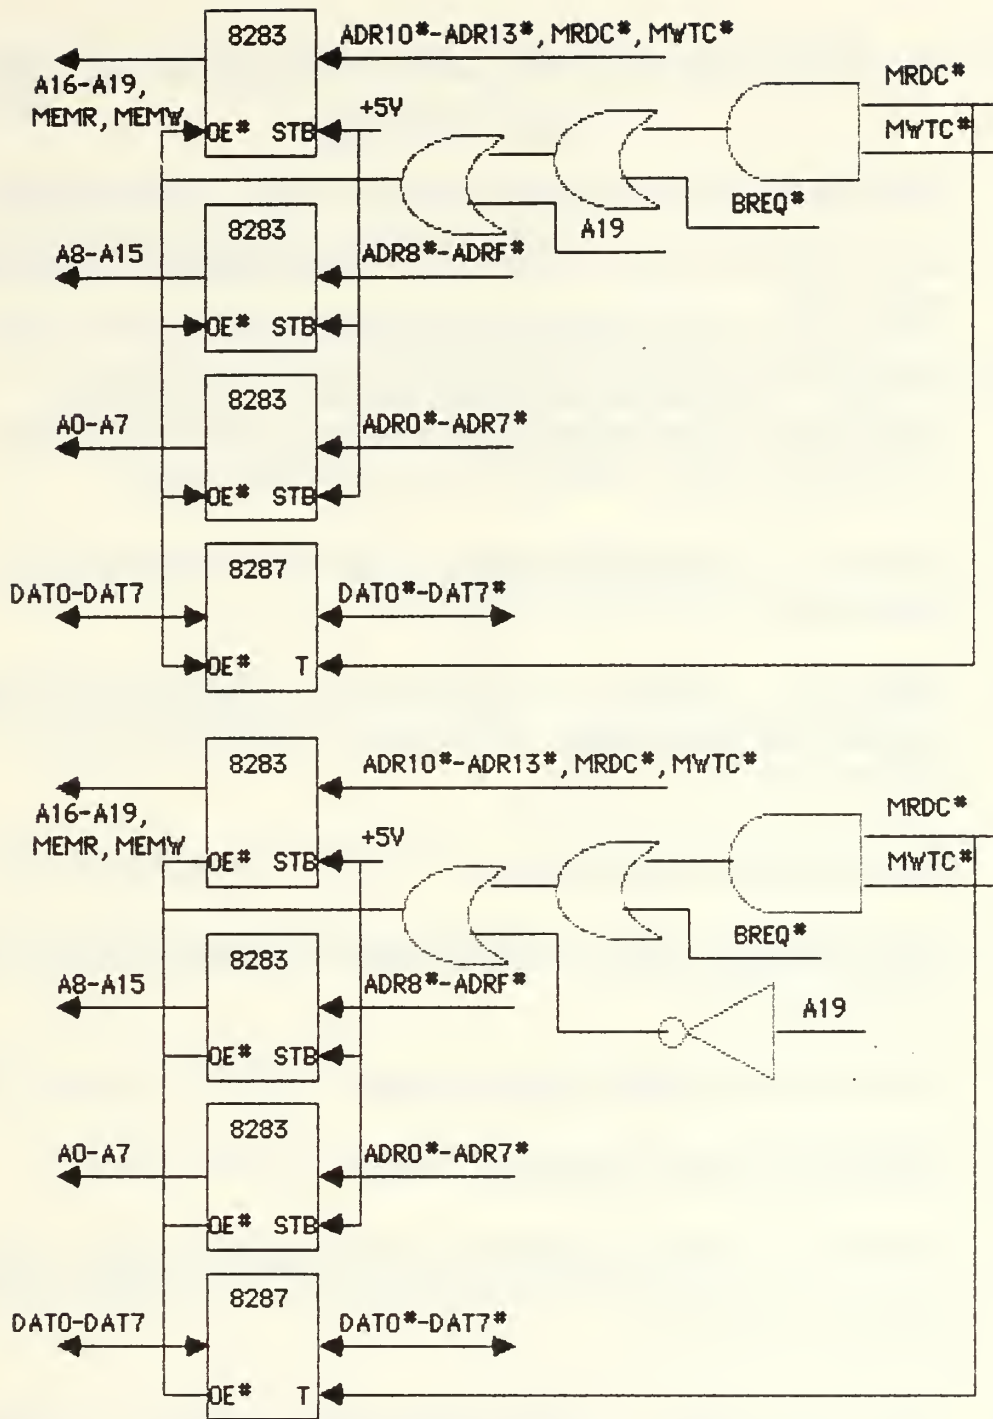 8283
ADR10*-ADR13*, MRDC*, MWTC*
A16-A19,
MEMR, MEMW
+5V
OE* STB
MRDC*
MWTC*
BREQ*
A19
8283
A8-A15
ADR8*-ADRF*
OE* STB
8283
A0-A7
ADR0*-ADR7*
OE* STB
8287
DAT0-DAT7
DAT0*-DAT7*
OE* T
8283
ADR10*-ADR13*, MRDC*, MWTC*
A16-A19,
MEMR, MEMW
+5V
OE* STB
MRDC*
MWTC*
BREQ*
8283
A8-A15
ADR8*-ADRF*
A19
OE* STB
8283
A0-A7
ADR0*-ADR7*
OE* STB
8287
DAT0-DAT7
DAT0*-DAT7*
OE* T